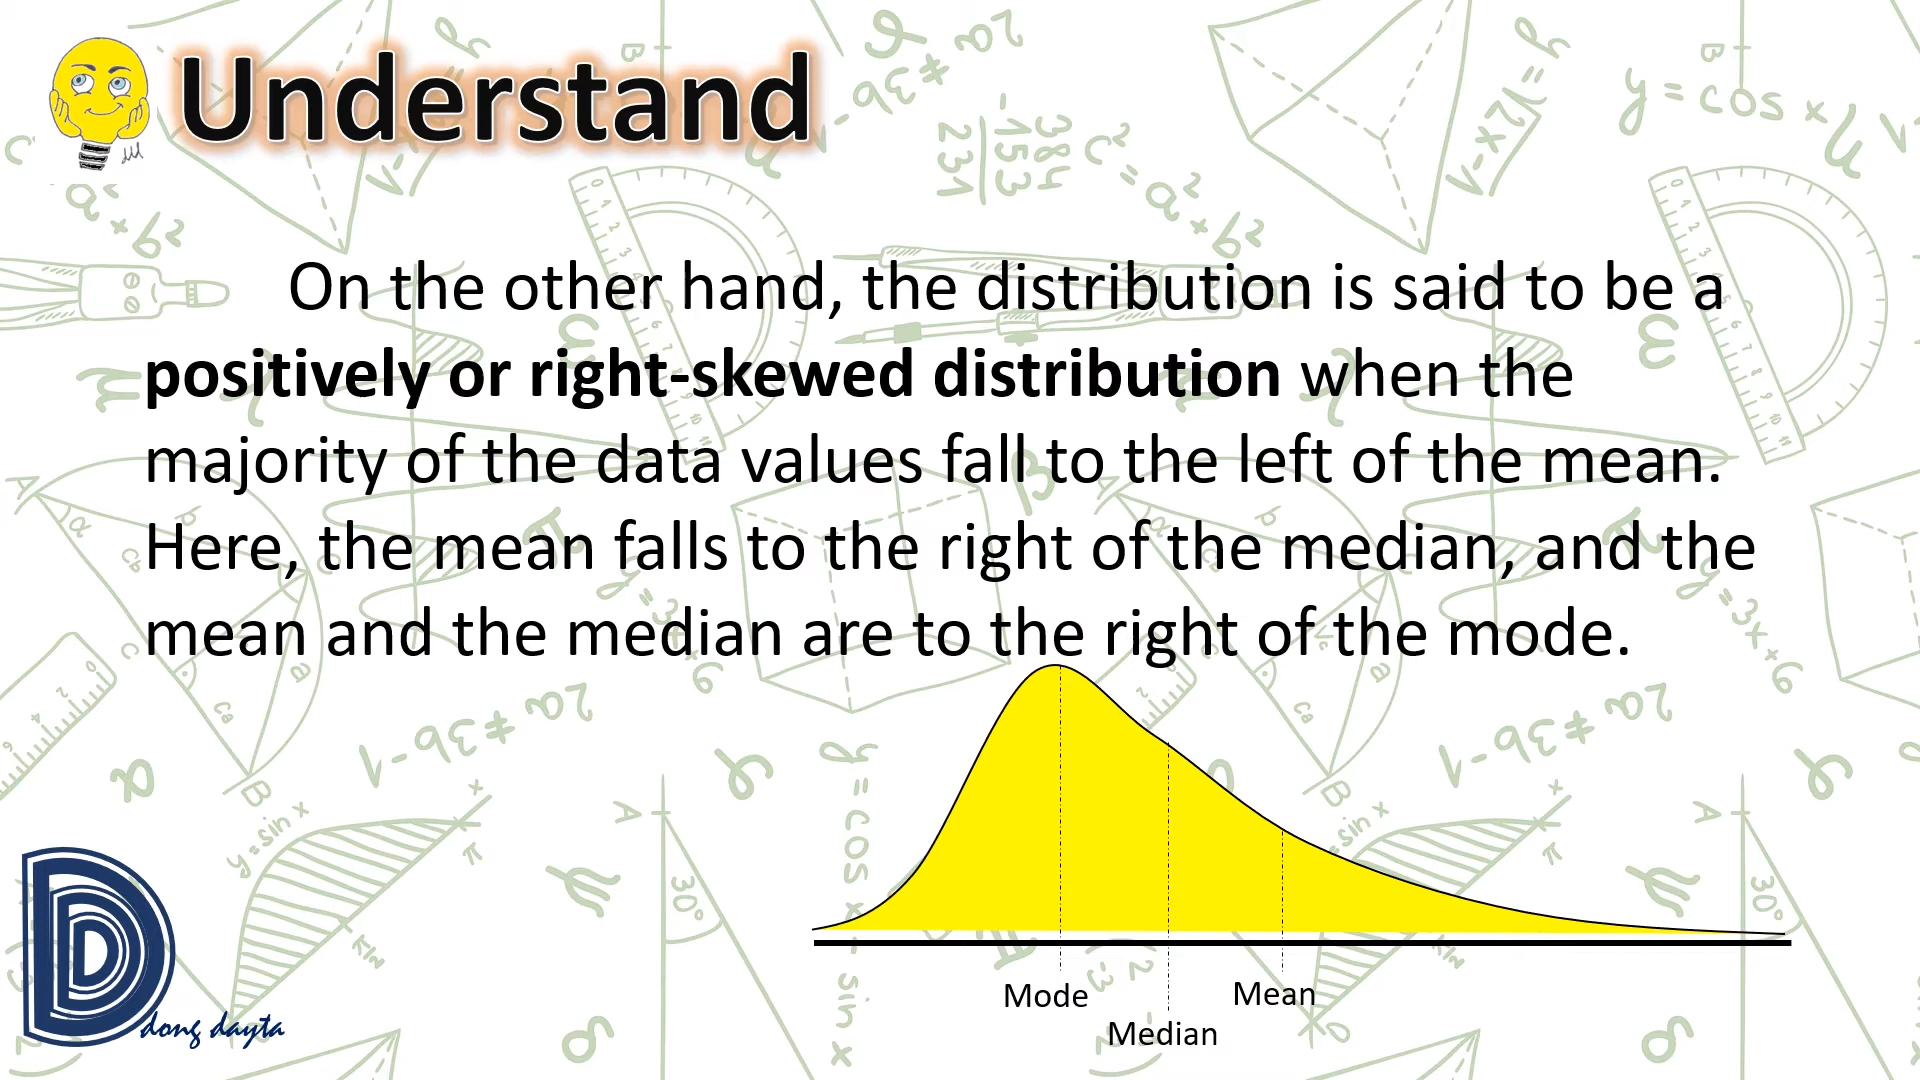 Understand
On the other hand, the distribution is said to be a
positively or right-skewed distribution when the
majority of the data values fall to the left of the mean.
Here, the mean falls to the right of the median, and the
mean and the median are to the right of the mode.
Mode
Mean
Median
dong dayta